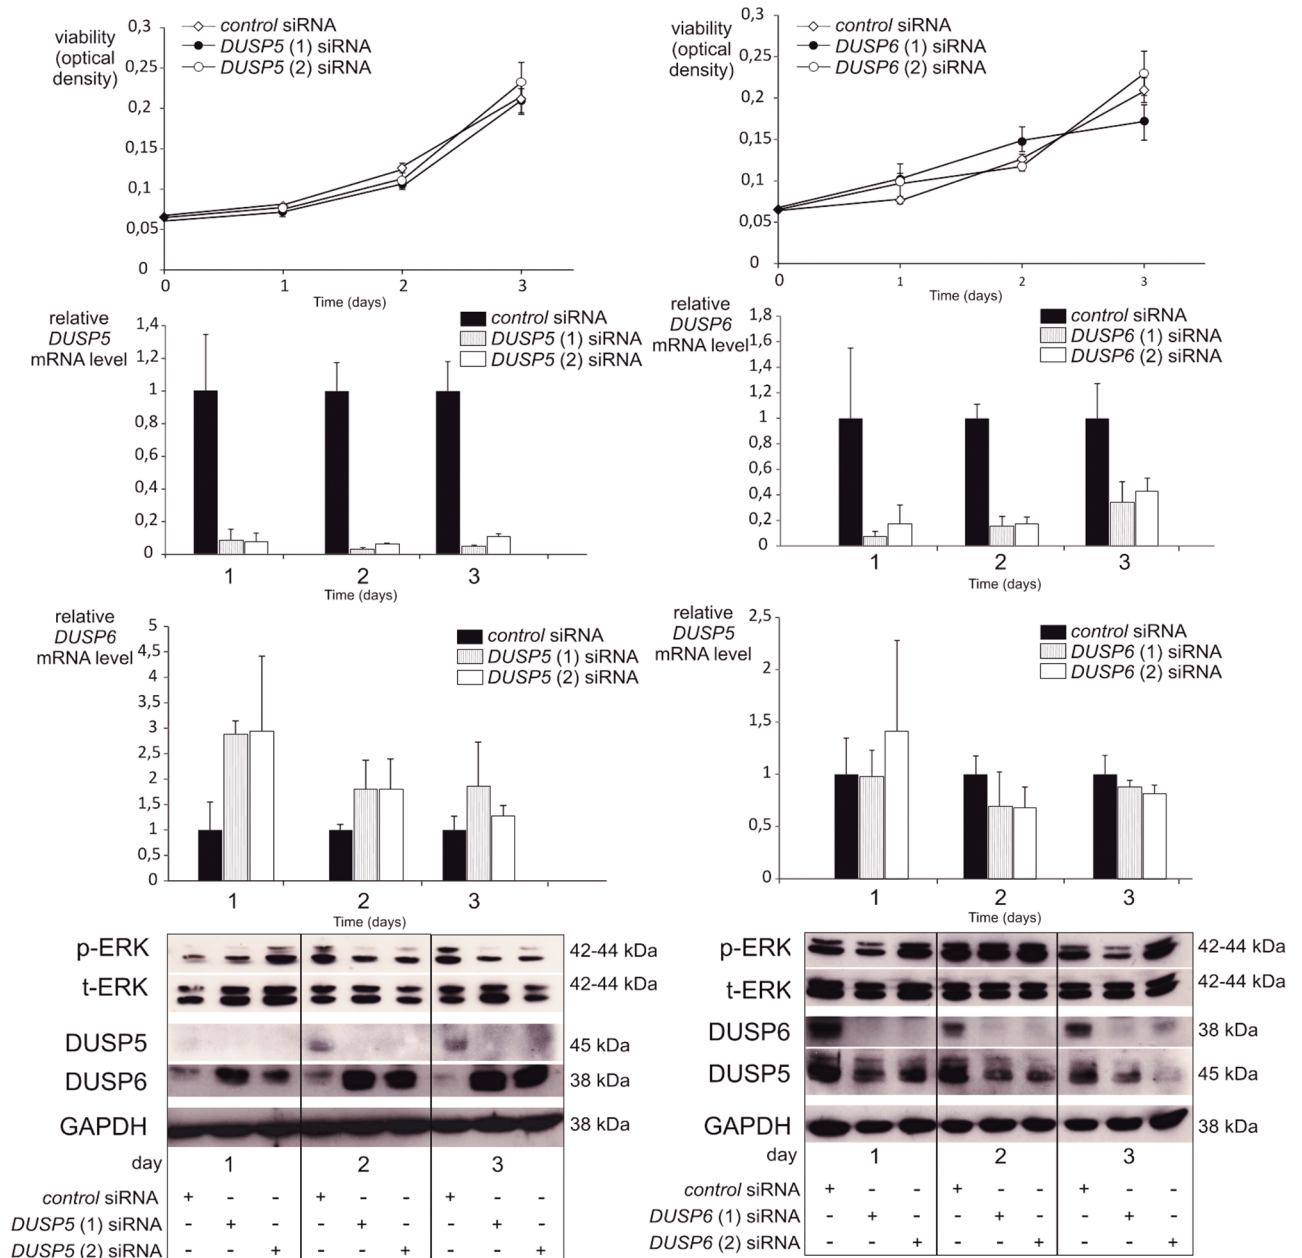 viability
(optical
density)
control siRNA
DUSP5 (1) siRNA
DUSP5 (2) siRNA
0,3
0,25
0,2
0,15
0,1
0,05
0
0 1 2 3
Time (days)
viability
(optical
density)
control siRNA
DUSP6 (1) siRNA
DUSP6 (2) siRNA
0,3
0,25
0,2
0,15
0,1
0,05
0
0 1 2 3
Time (days)
relative
DUSP5
mRNA level
control siRNA
DUSP5 (1) siRNA
DUSP5 (2) siRNA
1,4
1,2
1
0,8
0,6
0,4
0,2
0
1 2 3
Time (days)
relative
DUSP6
mRNA level
control siRNA
DUSP6 (1) siRNA
DUSP6 (2) siRNA
1,8
1,6
1,4
1,2
1
0,8
0,6
0,4
0,2
0
1 2 3
Time (days)
relative
DUSP6
mRNA level
control siRNA
DUSP5 (1) siRNA
DUSP5 (2) siRNA
5
4,5
4
3,5
3
2,5
2
1,5
1
0,5
0
1 2 3
Time (days)
relative
DUSP5
mRNA level
control siRNA
DUSP6 (1) siRNA
DUSP6 (2) siRNA
2,5
2
1,5
1
0,5
0
1 2 3
Time (days)
p-ERK 42-44 kDa
t-ERK 42-44 kDa
DUSP5 45 kDa
DUSP6 38 kDa
GAPDH 38 kDa
day 1 2 3
control siRNA + - - + - - + - -
DUSP5 (1) siRNA - + - - + - - + -
DUSP5 (2) siRNA - - + - - + - - +
p-ERK 42-44 kDa
t-ERK 42-44 kDa
DUSP6 38 kDa
DUSP5 45 kDa
GAPDH 38 kDa
day 1 2 3
control siRNA + - - + - - + - -
DUSP6 (1) siRNA - + - - + - - + -
DUSP6 (2) siRNA - - + - - + - - +